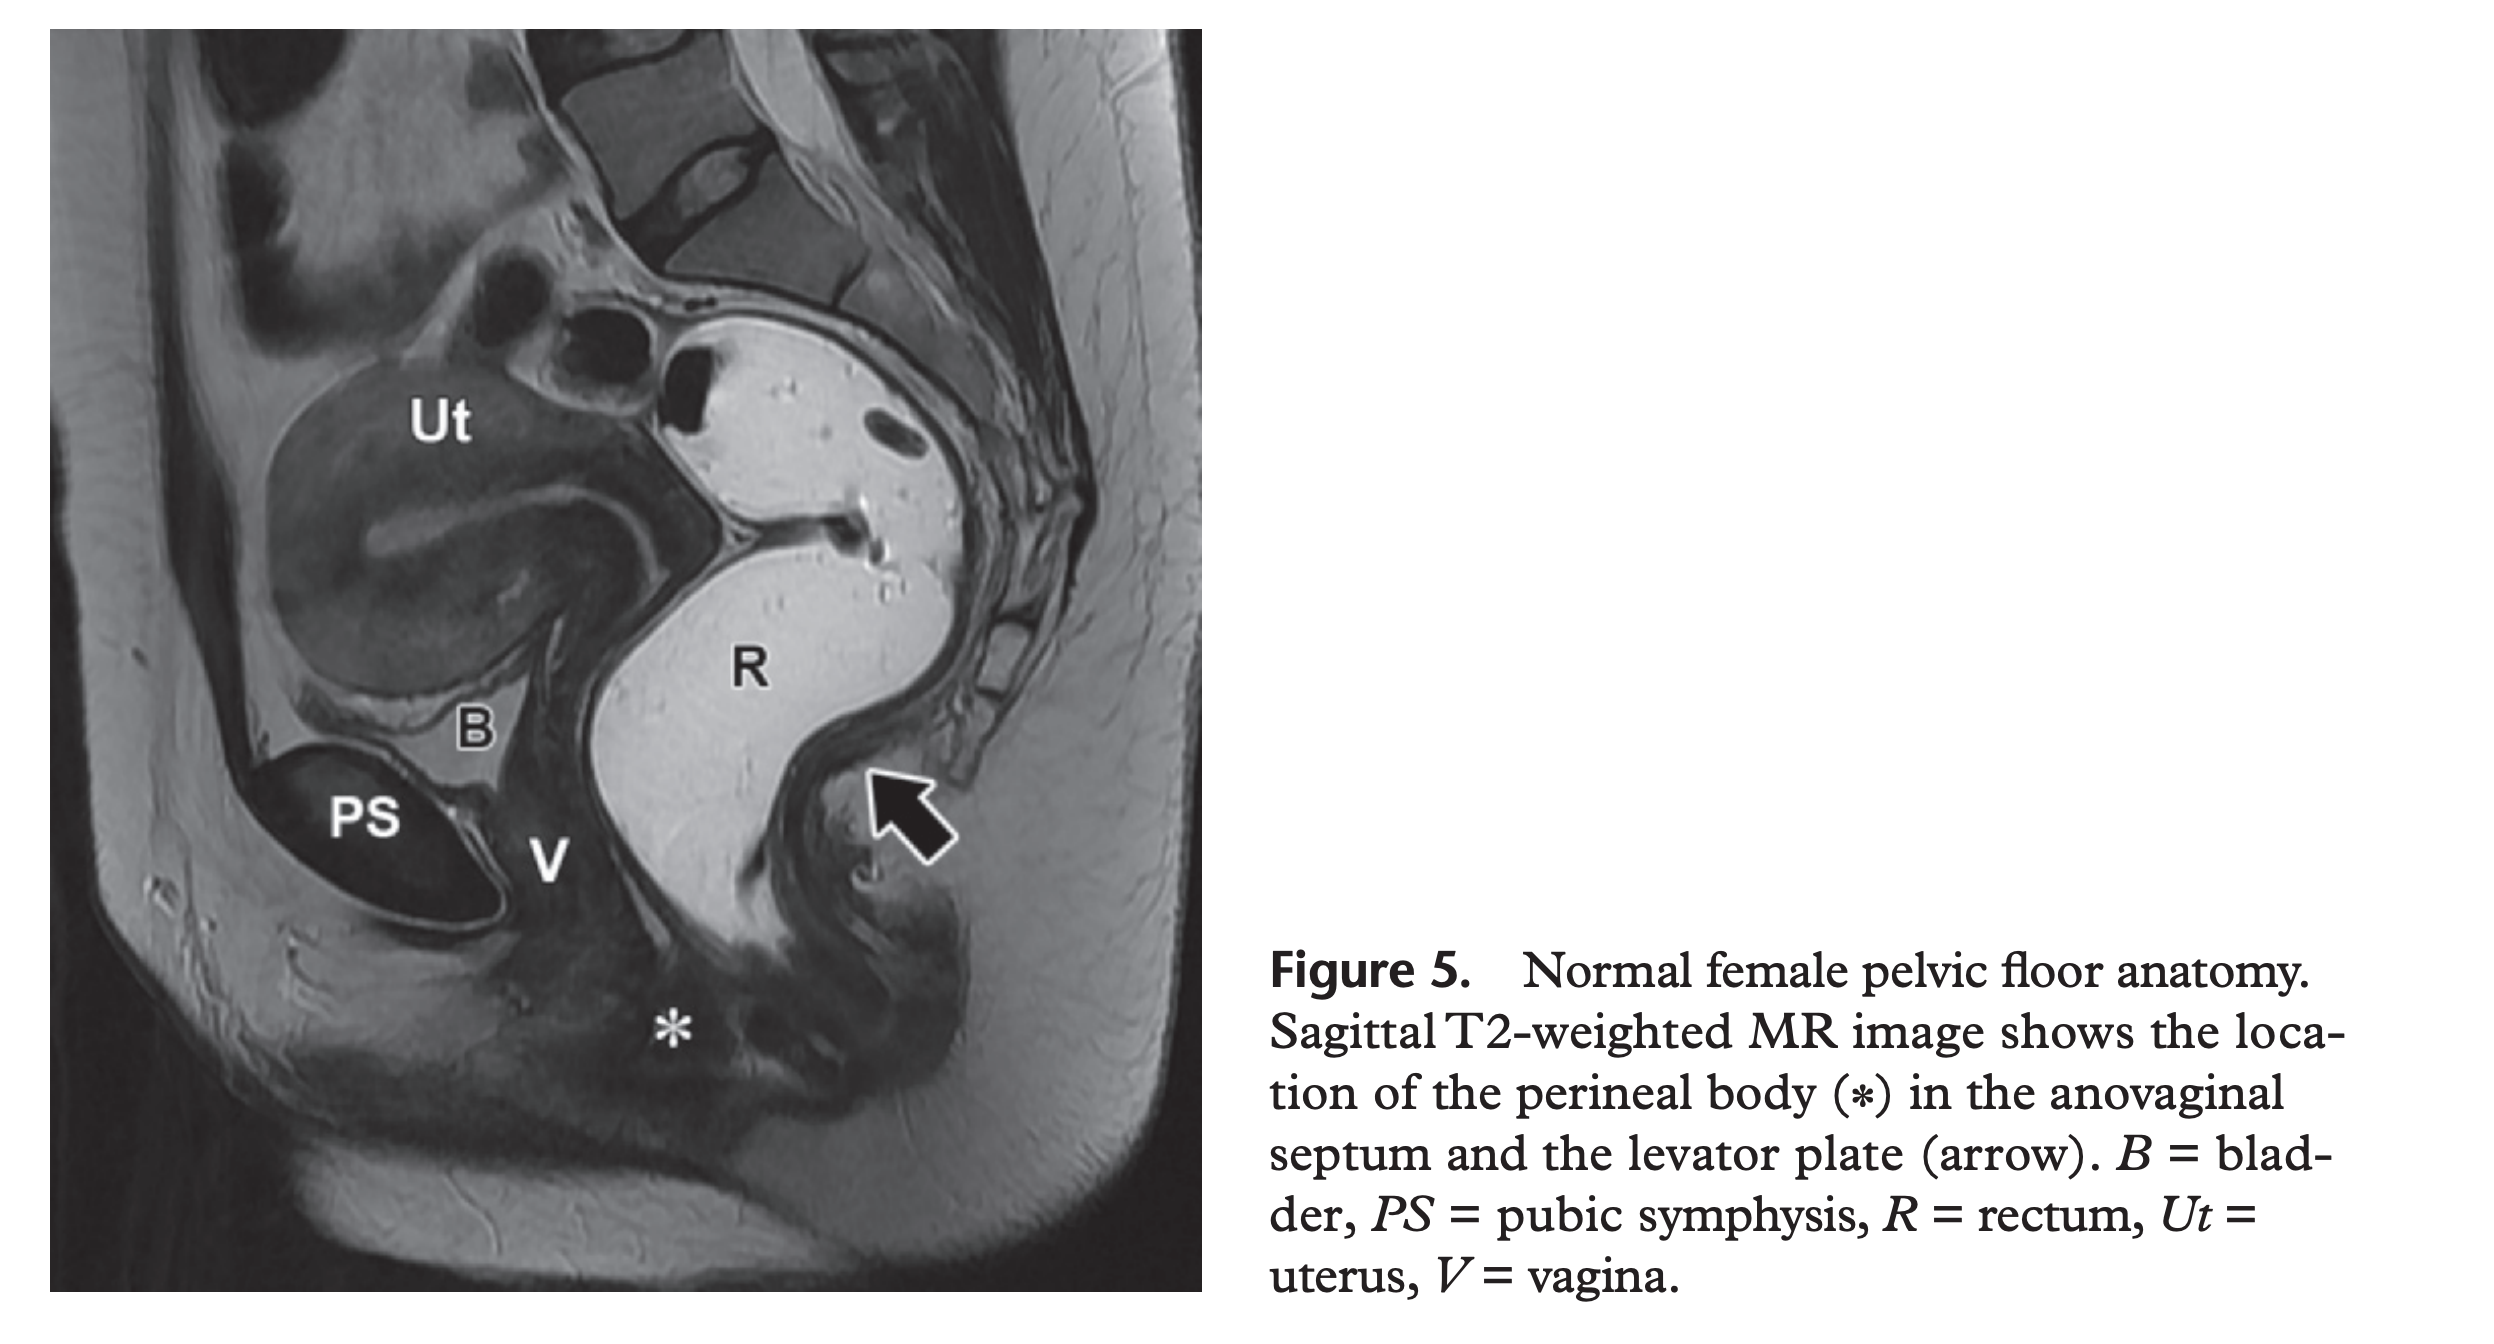 Ut
R
B
PS
V
*
Figure 5. Normal female pelvic floor anatomy.
Sagittal T2-weighted MR image shows the loca-
tion of the perineal body (*) in the anovaginal
septum and the levator plate (arrow). B = blad-
der, PS = pubic symphysis, R = rectum, Ut =
uterus, V = vagina.